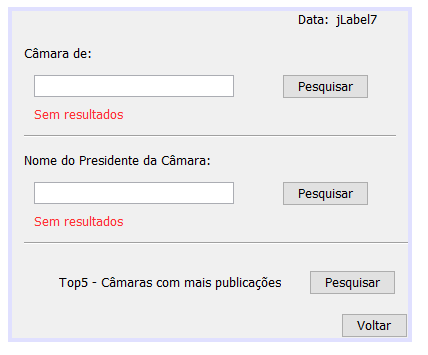 Data: jLabel7
Câmara de:
Pesquisar
Sem resultados
Nome do Presidente da Câmara:
Pesquisar
Sem resultados
Top5 - Câmaras com mais publicações Pesquisar
Voltar